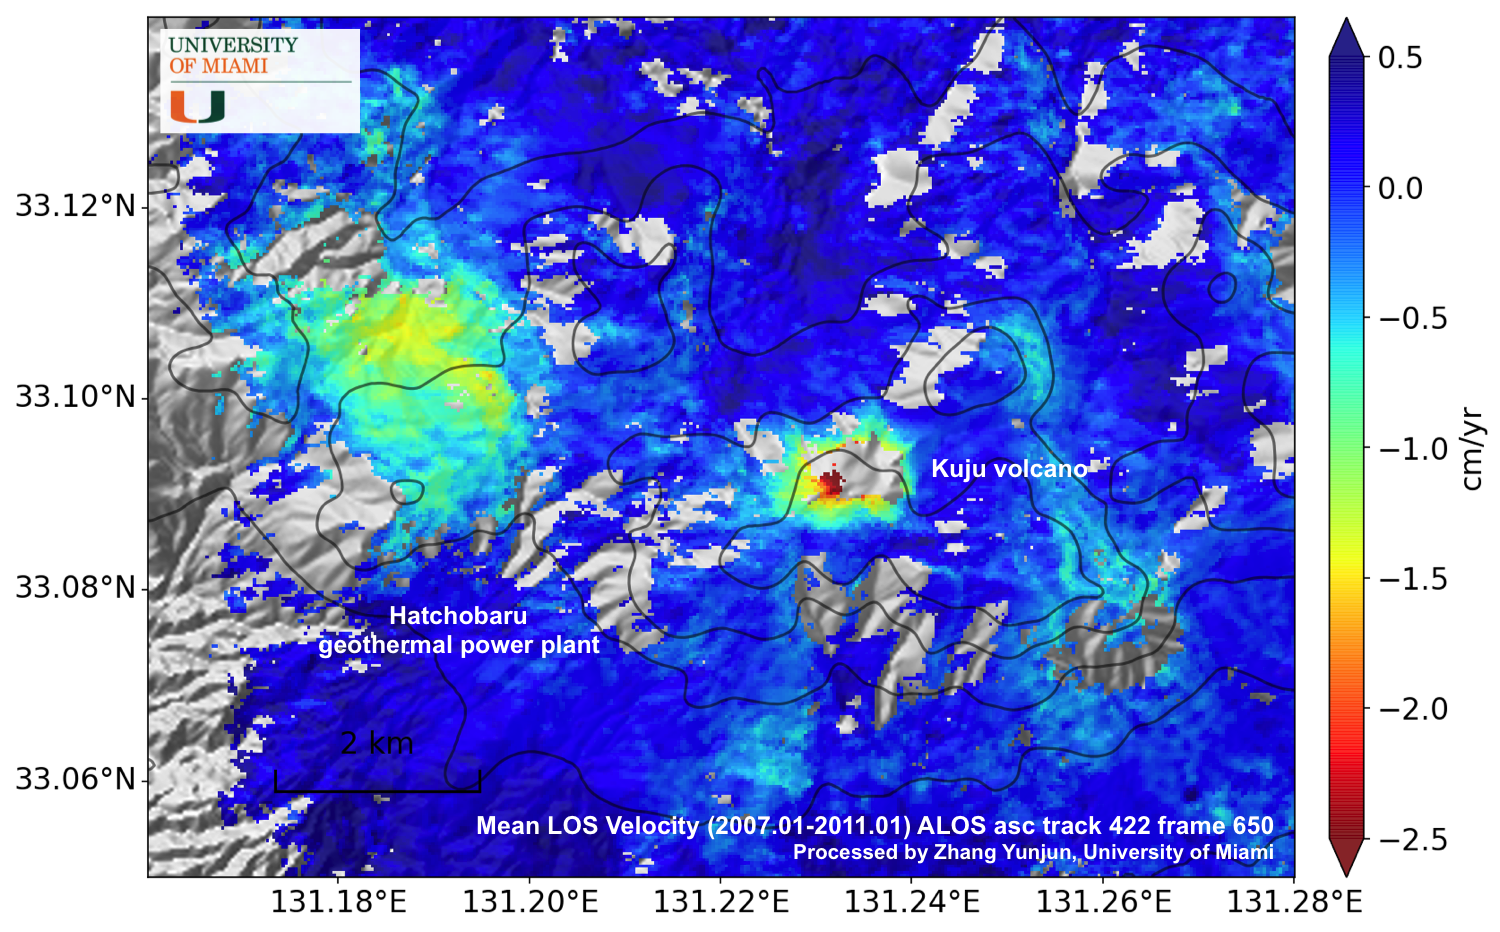 UNIVERSITY
OF MIAMI
33.12°N
33.10°N
33.08°N
33.06°N
Kuju volcano
Hatchobaru
geothermal power plant
2 km
Mean LOS Velocity (2007.01-2011.01) ALOS asc track 422 frame 650
Processed by Zhang Yunjun, University of Miami
131.18°E 131.20°E 131.22°E 131.24°E 131.26°E 131.28°E
0.5
0.0
−0.5
−1.0
−1.5
−2.0
−2.5
cm/yr